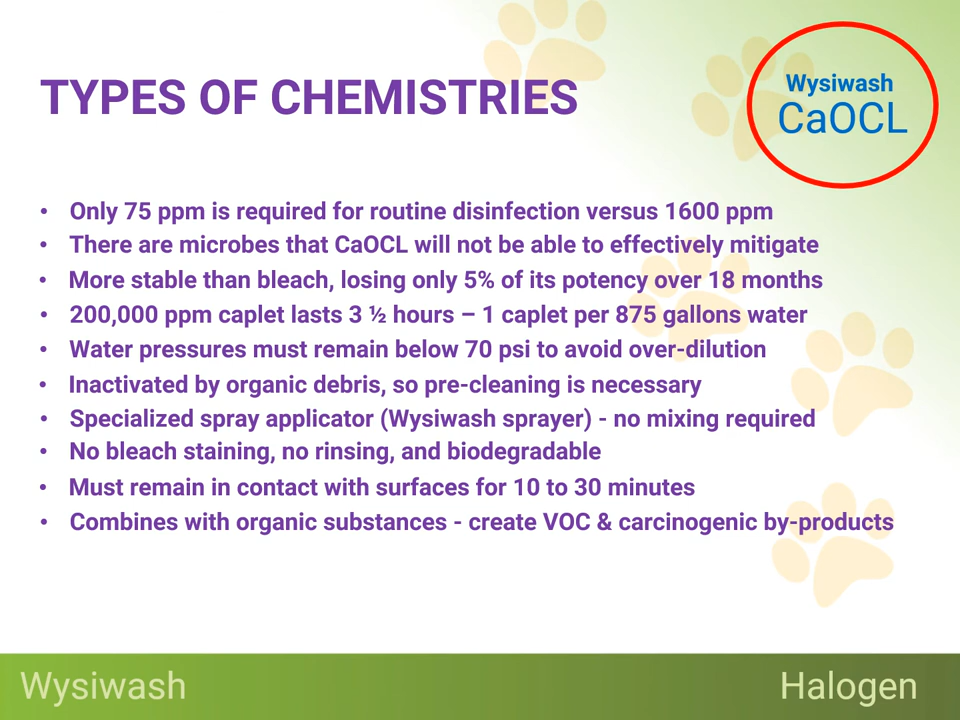 TYPES OF CHEMISTRIES
Wysiwash
CaOCL
• Only 75 ppm is required for routine disinfection versus 1600 ppm
• There are microbes that CaOCL will not be able to effectively mitigate
• More stable than bleach, losing only 5% of its potency over 18 months
• 200,000 ppm caplet lasts 3 ½ hours – 1 caplet per 875 gallons water
• Water pressures must remain below 70 psi to avoid over-dilution
• Inactivated by organic debris, so pre-cleaning is necessary
• Specialized spray applicator (Wysiwash sprayer) - no mixing required
• No bleach staining, no rinsing, and biodegradable
• Must remain in contact with surfaces for 10 to 30 minutes
• Combines with organic substances - create VOC & carcinogenic by-products
Wysiwash
Halogen